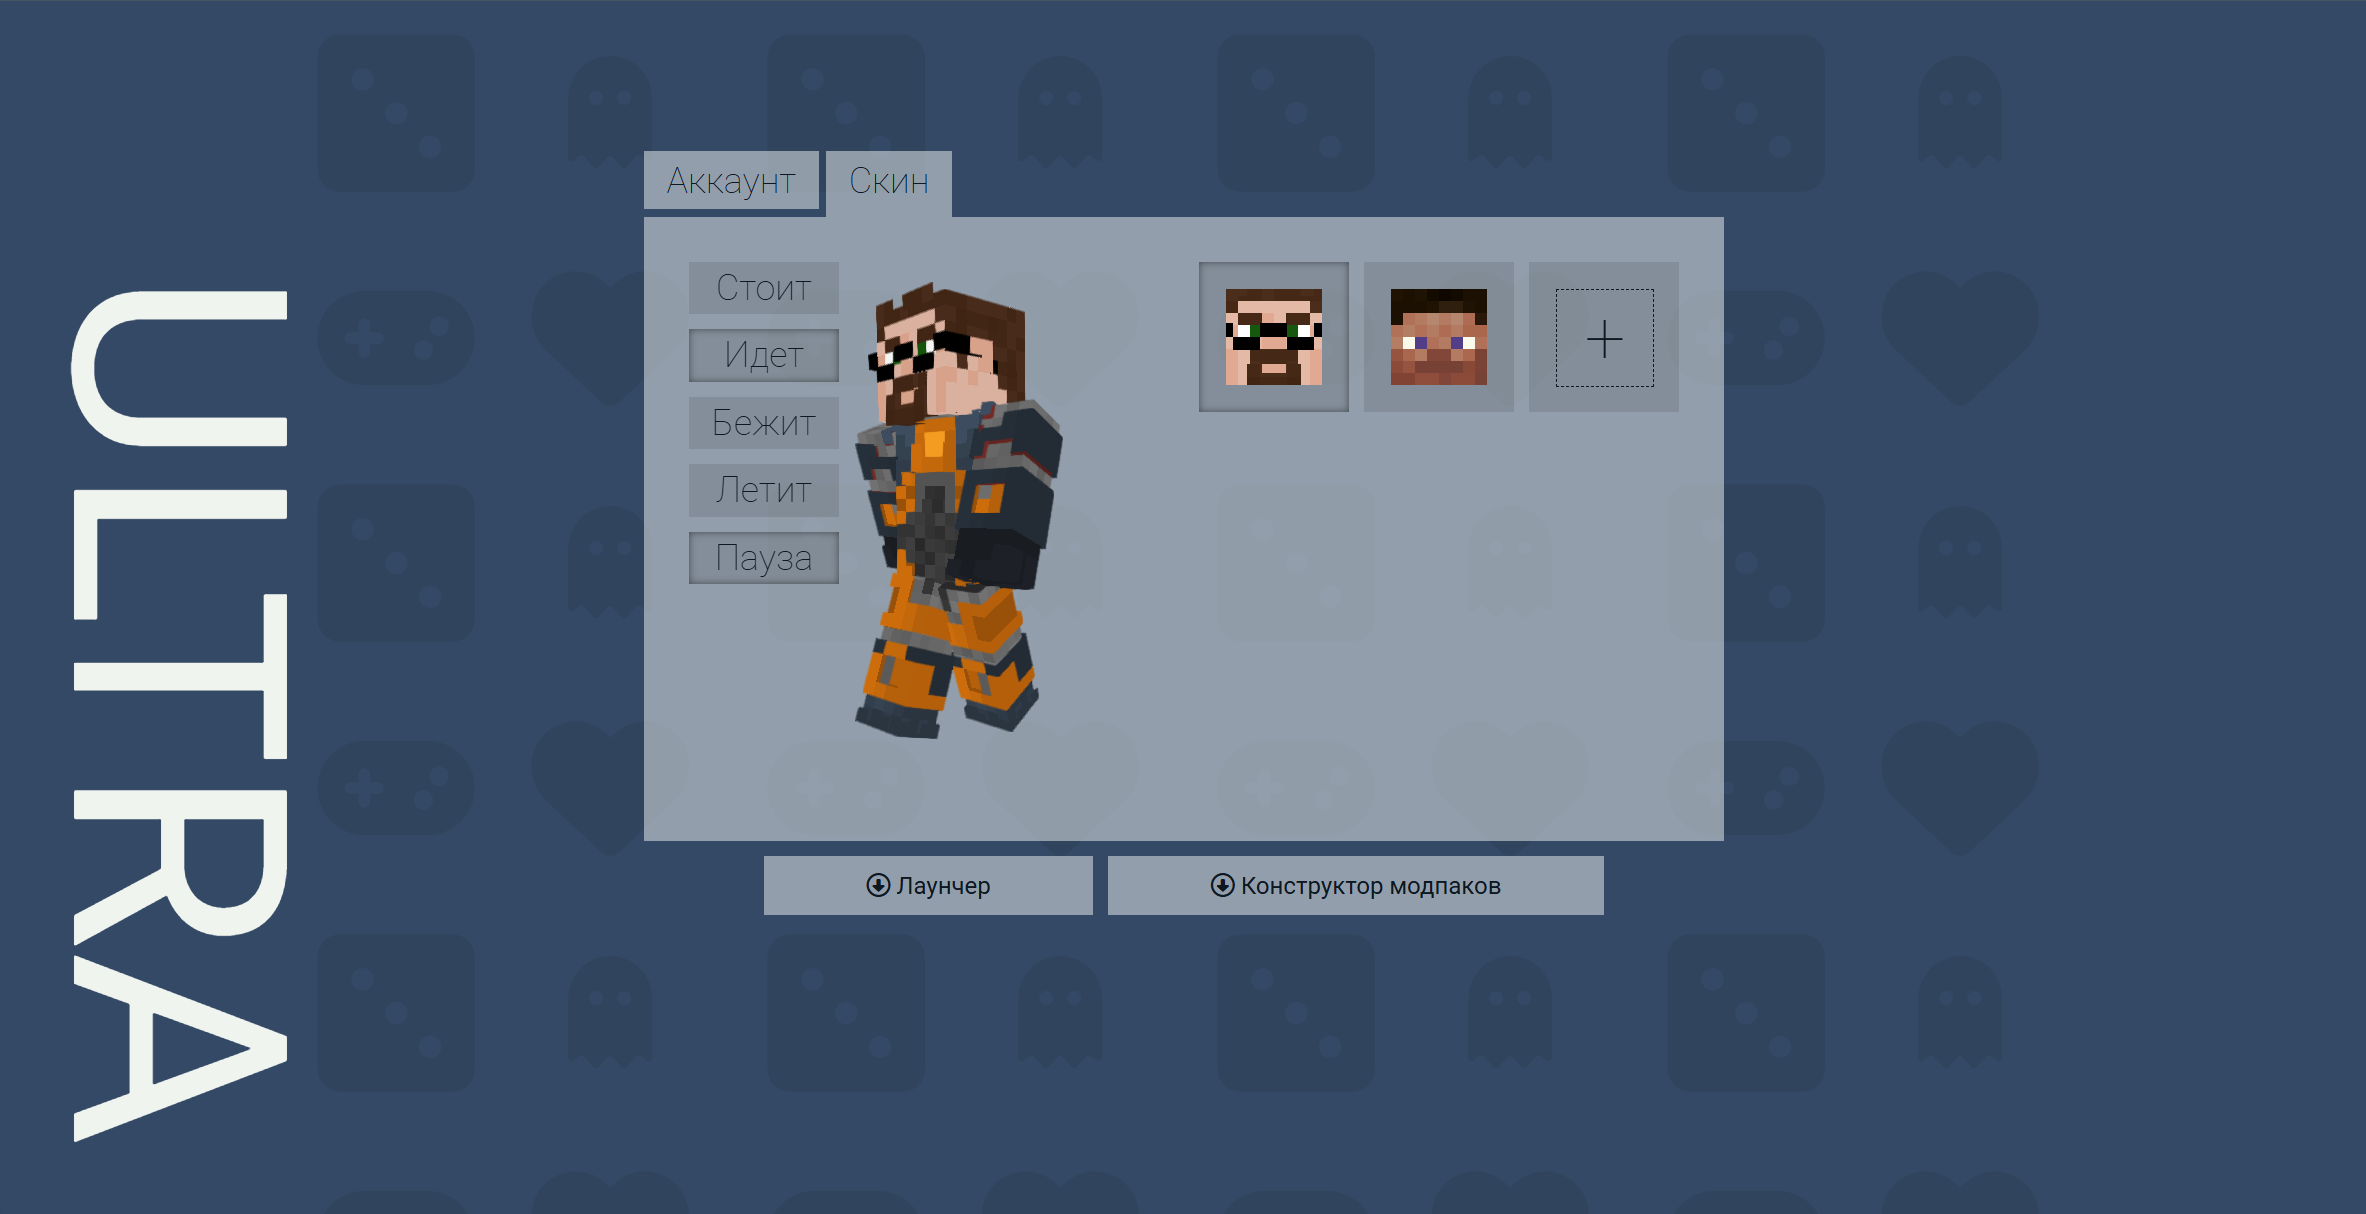 ULTRA
Аккаунт
Скин
Стоит
Идет
Бежит
Летит
Пауза
Лаунчер
Конструктор модпаков